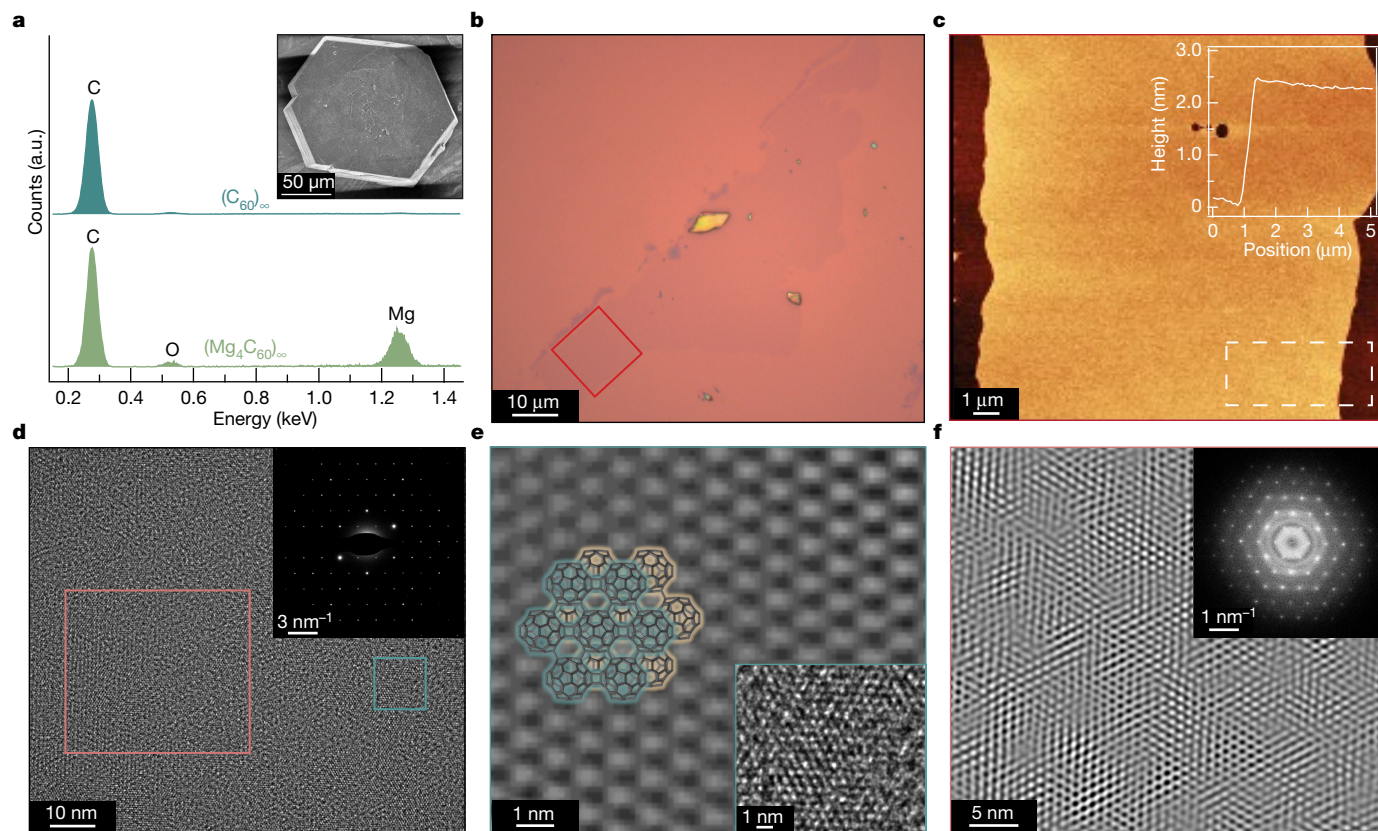 a
Counts (a.u.)
C
(C60)∞
50 μm
C
O
(Mg4C60)∞
Mg
0.2 0.4 0.6 0.8 1.0 1.2 1.4
Energy (keV)
b
10 μm
c
3.0
2.0
1.0
0
Height (nm)
0 1 2 3 4 5
Position (μm)
1 μm
d
3 nm⁻¹
10 nm
e
1 nm
1 nm
f
1 nm⁻¹
5 nm